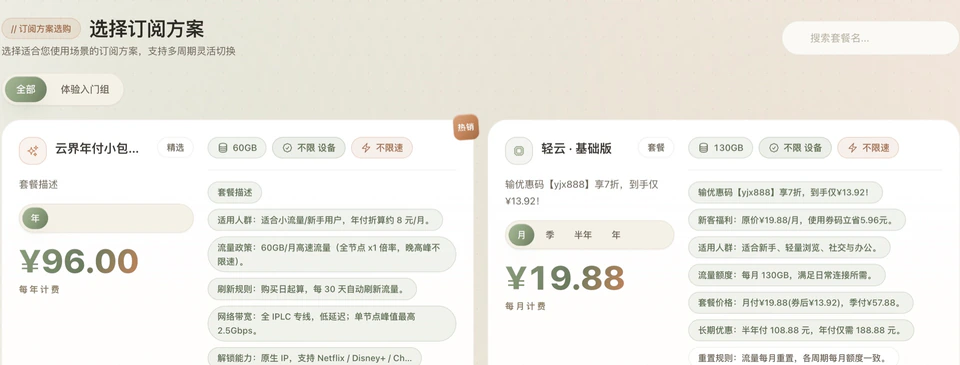 // 订阅方案选购
选择订阅方案
选择适合您使用场景的订阅方案，支持多周期灵活切换
搜索套餐名...
全部
体验入门组
热销
云界年付小包...
精选
60GB
不限 设备
不限速
套餐描述
年
¥96.00
每年计费
套餐描述
适用人群：适合小流量/新手用户，年付折算约 8 元/月。
流量政策：60GB/月高速流量（全节点 x1 倍率，晚高峰不
限速）。
刷新规则：购买日起算，每 30 天自动刷新流量。
网络带宽：全 IPLC 专线，低延迟；单节点峰值最高
2.5Gbps。
解锁能力：原生 IP，支持 Netflix / Disney+ / Ch...
轻云 · 基础版
套餐
130GB
不限 设备
不限速
输优惠码【yjx888】享7折，到手仅
¥13.92！
月
季
半年
年
¥19.88
每月计费
输优惠码【yjx888】享7折，到手仅¥13.92！
新客福利：原价¥19.88/月，使用券码立省5.96元。
适用人群：适合新手、轻量浏览、社交与办公。
流量额度：每月 130GB，满足日常连接所需。
套餐价格：月付¥19.88(券后¥13.92)，季付¥57.88。
长期优惠：半年付 108.88 元，年付仅需 188.88 元。
重置规则：流量每月重置，各周期每月额度一致。